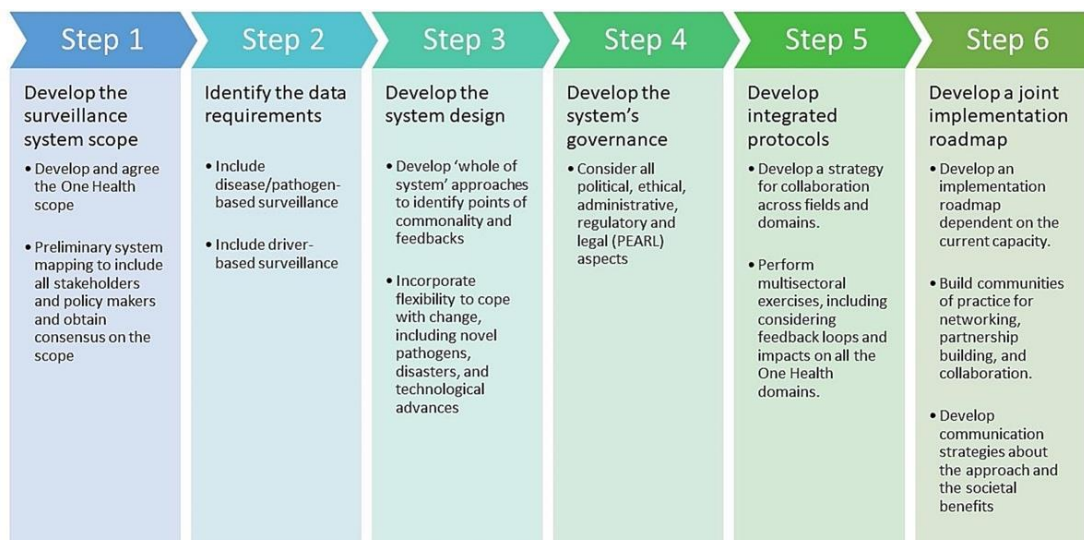 Step 1
Develop the
surveillance
system scope
• Develop and agree
the One Health
scope
• Preliminary system
mapping to include
all stakeholders
and policy makers
and obtain
consensus on the
scope
Step 2
Identify the data
requirements
• Include
disease/pathogen-
based surveillance
• Include driver-
based surveillance
Step 3
Develop the
system design
• Develop ‘whole of
system’ approaches
to identify points of
commonality and
feedbacks
• Incorporate
flexibility to cope
with change,
including novel
pathogens,
disasters, and
technological
advances
Step 4
Develop the
system’s
governance
• Consider all
political, ethical,
administrative,
regulatory and
legal (PEARL)
aspects
Step 5
Develop
integrated
protocols
• Develop a strategy
for collaboration
across fields and
domains.
• Perform
multisectoral
exercises, including
considering
feedback loops and
impacts on all the
One Health
domains.
Step 6
Develop a joint
implementation
roadmap
• Develop an
implementation
roadmap
dependent on the
current capacity.
• Build communities
of practice for
networking,
partnership
building, and
collaboration.
• Develop
communication
strategies about
the approach and
the societal
benefits